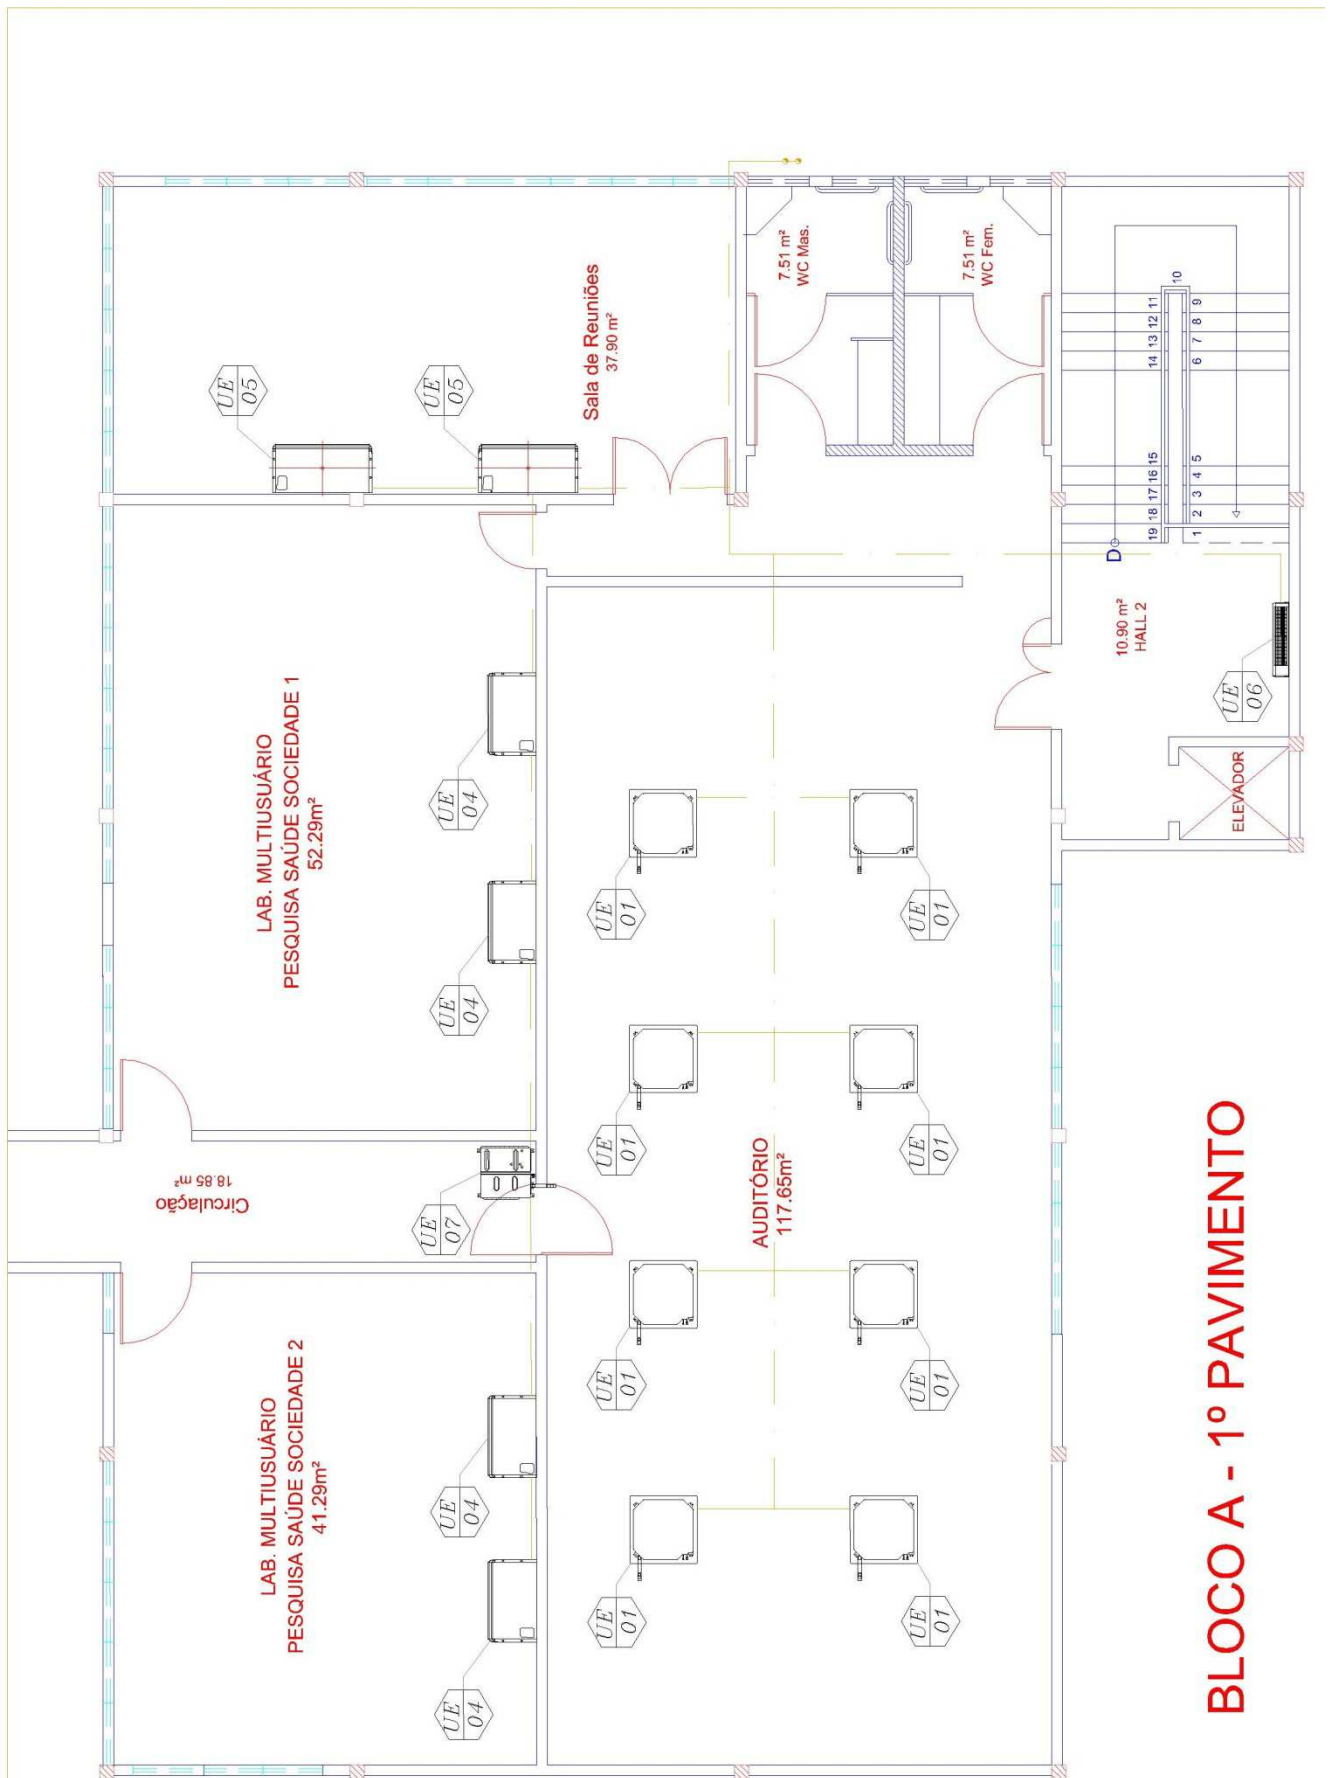 LAB. MULTIUSUÁRIO
PESQUISA SAÚDE SOCIEDADE 2
41.29m²
UE
04
UE
04
Circulação
18.85 m²
UE
07
LAB. MULTIUSUÁRIO
PESQUISA SAÚDE SOCIEDADE 1
52.29m²
UE
04
UE
04
UE
05
UE
05
Sala de Reuniões
37.90 m²
AUDITÓRIO
117.65m²
UE
01
UE
01
UE
01
UE
01
UE
01
UE
01
UE
01
UE
01
7.51 m²
WC Mas.
7.51 m²
WC Fem.
19 18 17 16 15 14 13 12 11
10
1 2 3 4 5 6 7 8 9
D
10.90 m²
HALL 2
UE
06
ELEVADOR
BLOCO A - 1º PAVIMENTO